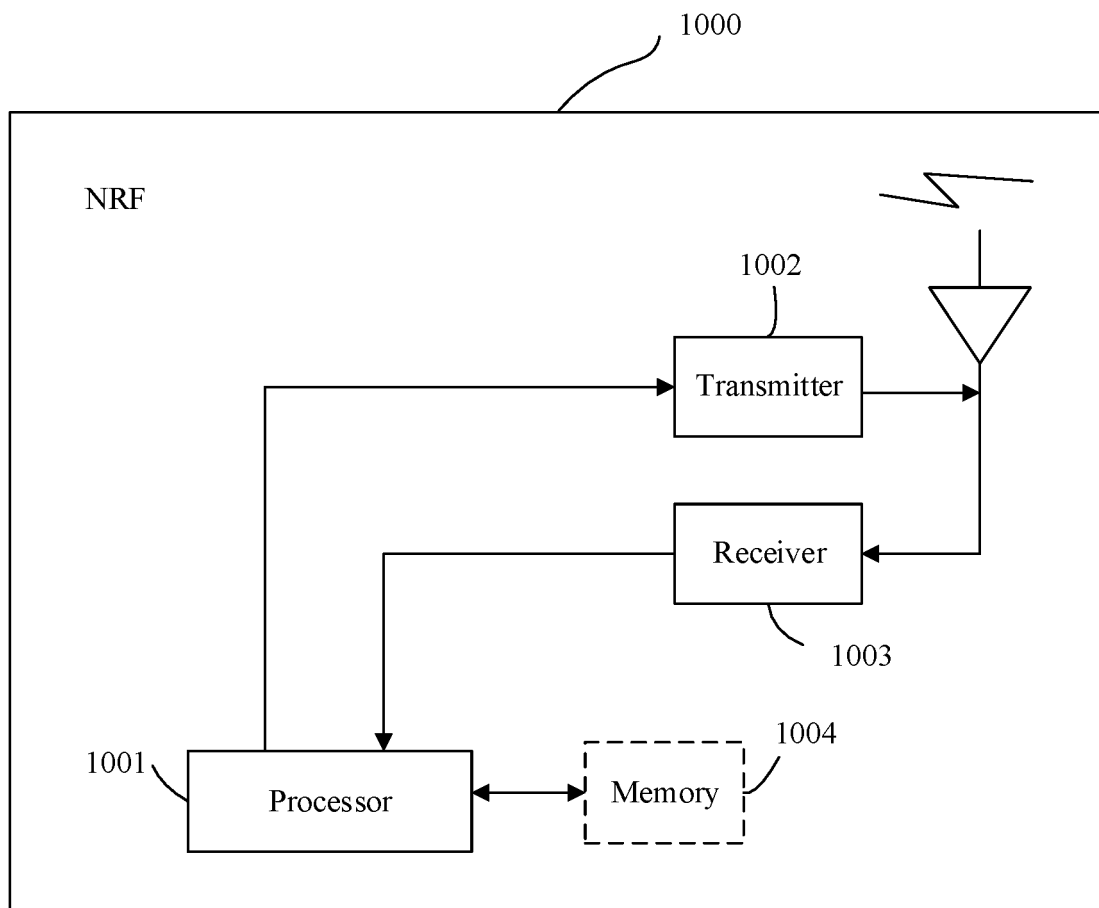 1000
NRF
1002
Transmitter
Receiver
1003
1004
1001
Processor
Memory